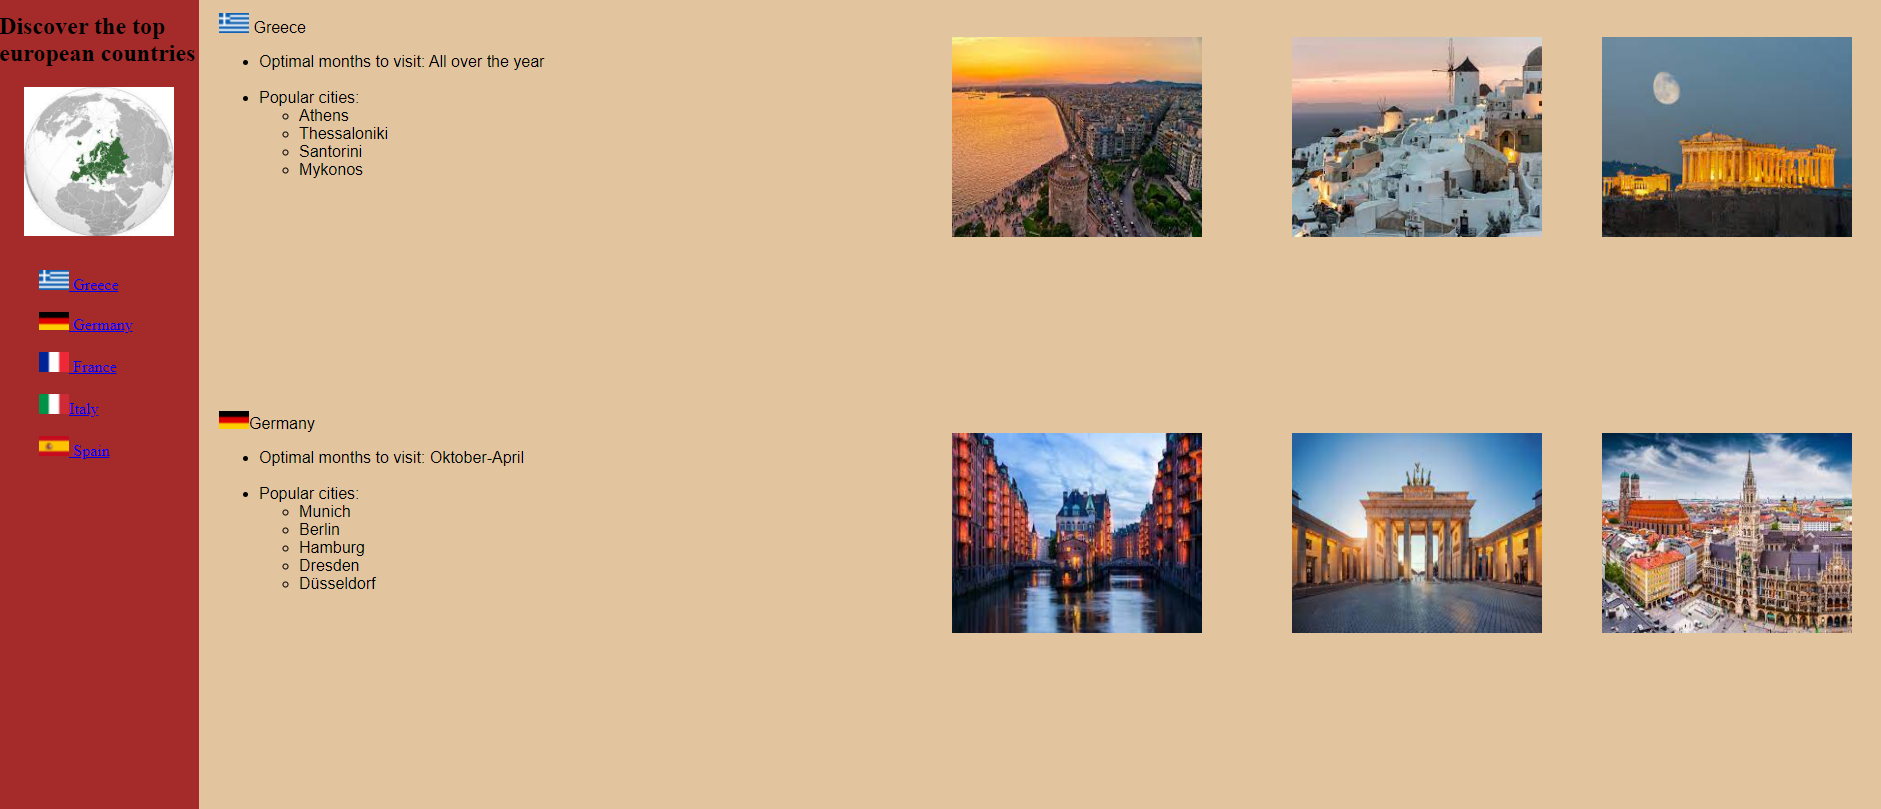 Discover the top
european countries
Greece
Germany
France
Italy
Spain
Greece
Optimal months to visit: All over the year
Popular cities:
Athens
Thessaloniki
Santorini
Mykonos
Germany
Optimal months to visit: Oktober-April
Popular cities:
Munich
Berlin
Hamburg
Dresden
Düsseldorf